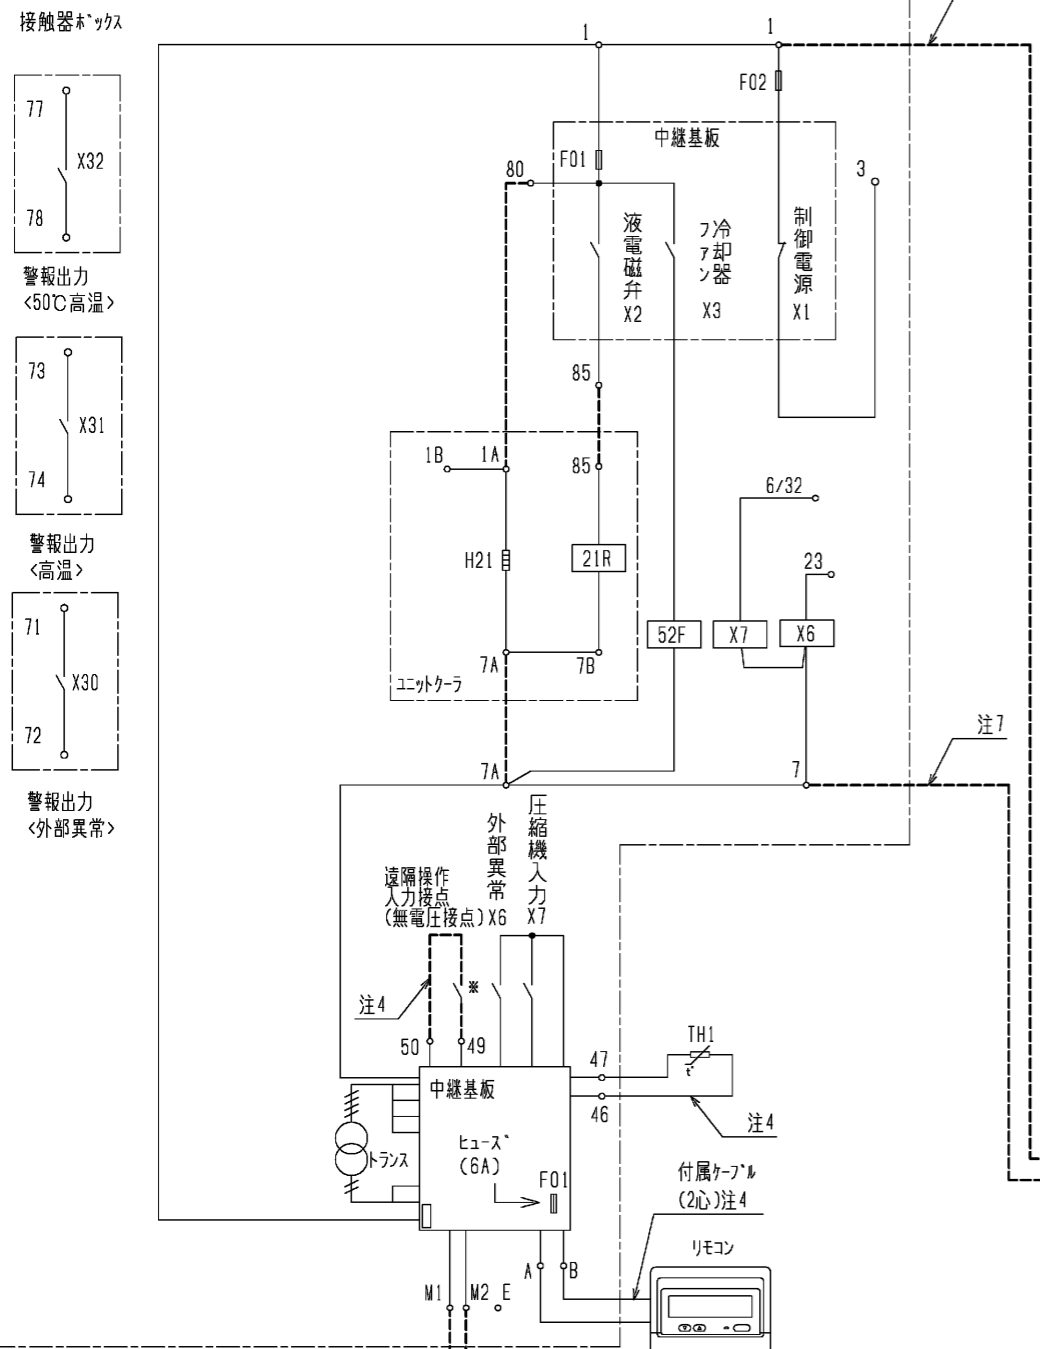 接触器ボックス
77
X32
78
警報出力
<50℃高温>
73
X31
74
警報出力
<高温>
71
X30
72
警報出力
<外部異常>
1
1
F02
中継基板
F01
80
3
液電磁弁
X2
冷却器
ファン
X3
制御電源
X1
85
1B
1A
85
6/32
H21
21R
23
52F
X7
X6
7A
7B
ユニットクーラ
7A
7
注7
外部異常
X6
圧縮機入力
X7
遠隔操作
入力接点
(無電圧接点)
※
注4
50
49
TH1
t°
47
46
注4
中継基板
ヒューズ
(6A)
F01
トランス
付属ケーブル
(2心)注4
リモコン
A
B
M1
M2
E